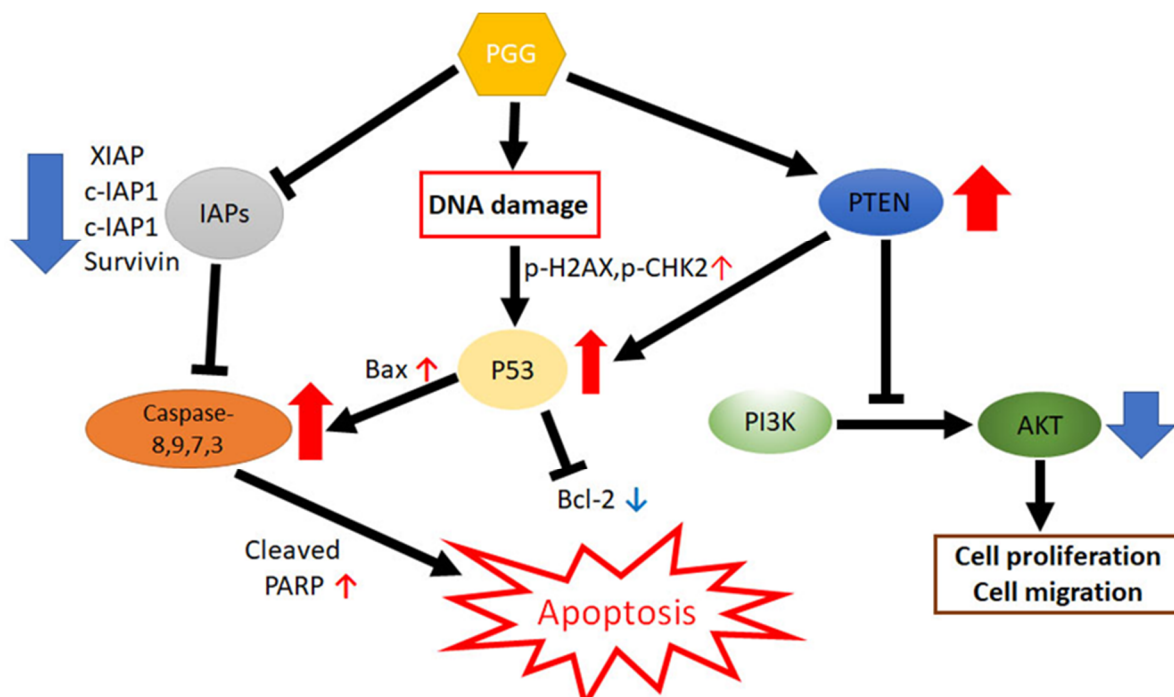 PGG
XIAP
c-IAP1
c-IAP1
Survivin
IAPs
DNA damage
PTEN
p-H2AX,p-CHK2↑
Bax ↑
P53
Caspase-
8,9,7,3
PI3K
AKT
Bcl-2 ↓
Cleaved
PARP ↑
Apoptosis
Cell proliferation
Cell migration